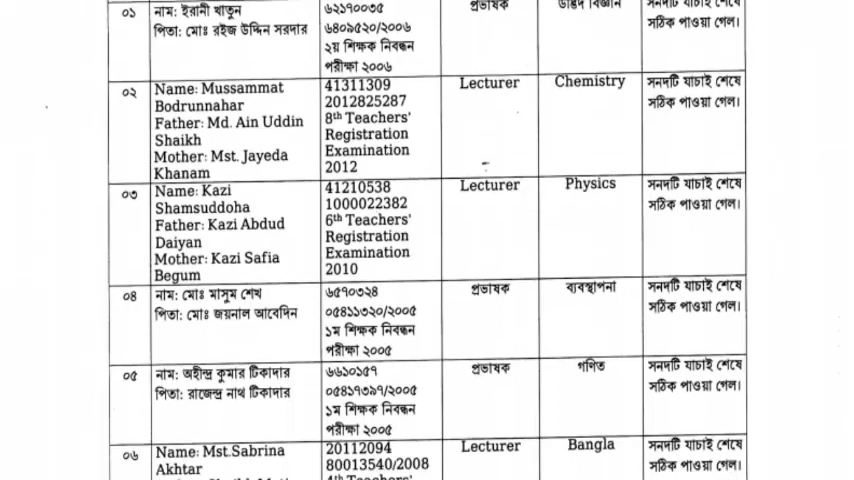 ০১
নাম: ইরানী খাতুন
পিতা: মোঃ রইজ উদ্দিন সরদার
৬২১৭০০৩৫
৬৪০৯৫২০/২০০৬
২য় শিক্ষক নিবন্ধন
পরীক্ষা ২০০৬
প্রভাষক
উদ্ভিদ বিজ্ঞান
সনদটি যাচাই শেষে
সঠিক পাওয়া গেল।
০২
Name: Mussammat
Bodrunnahar
Father: Md. Ain Uddin
Shaikh
Mother: Mst. Jayeda
Khanam
41311309
2012825287
8th Teachers'
Registration
Examination
2012
Lecturer
Chemistry
সনদটি যাচাই শেষে
সঠিক পাওয়া গেল।
০৩
Name: Kazi
Shamsuddoha
Father: Kazi Abdud
Daiyan
Mother: Kazi Safia
Begum
41210538
1000022382
6th Teachers'
Registration
Examination
2010
Lecturer
Physics
সনদটি যাচাই শেষে
সঠিক পাওয়া গেল।
০৪
নাম: মোঃ মাসুম শেখ
পিতা: মোঃ জয়নাল আবেদিন
৬৫৭০৩২৪
০৫৪১১৩২০/২০০৫
১ম শিক্ষক নিবন্ধন
পরীক্ষা ২০০৫
প্রভাষক
ব্যবস্থাপনা
সনদটি যাচাই শেষে
সঠিক পাওয়া গেল।
০৫
নাম: অহীন্দ্র কুমার টিকাদার
পিতা: রাজেন্দ্র নাথ টিকাদার
৬৬১০১৫৭
০৫৪১৭৩৯৭/২০০৫
১ম শিক্ষক নিবন্ধন
পরীক্ষা ২০০৫
প্রভাষক
গণিত
সনদটি যাচাই শেষে
সঠিক পাওয়া গেল।
০৬
Name: Mst.Sabrina
Akhtar
20112094
80013540/2008
4th Teachers'
Lecturer
Bangla
সনদটি যাচাই শেষে
সঠিক পাওয়া গেল।